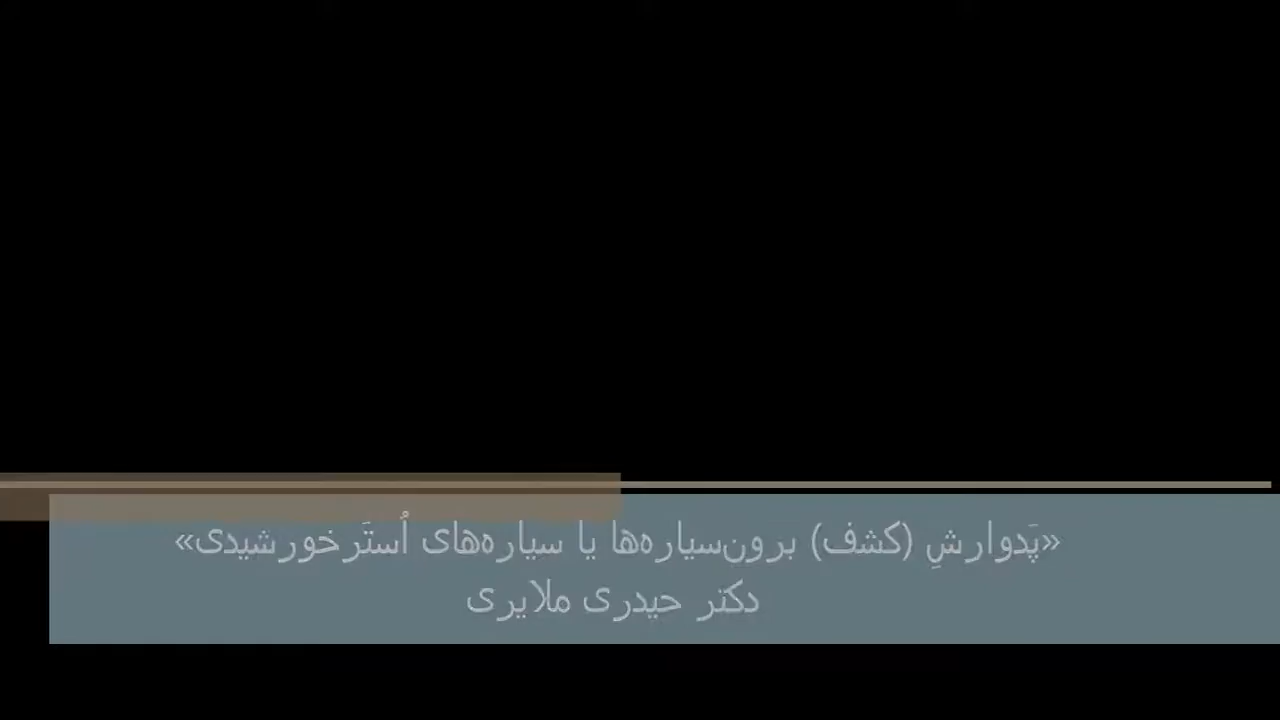 «پَدوارشِ (کشف) برون‌سیاره‌ها یا سیاره‌های اُستَرخورشیدی»
دکتر حیدری ملایری